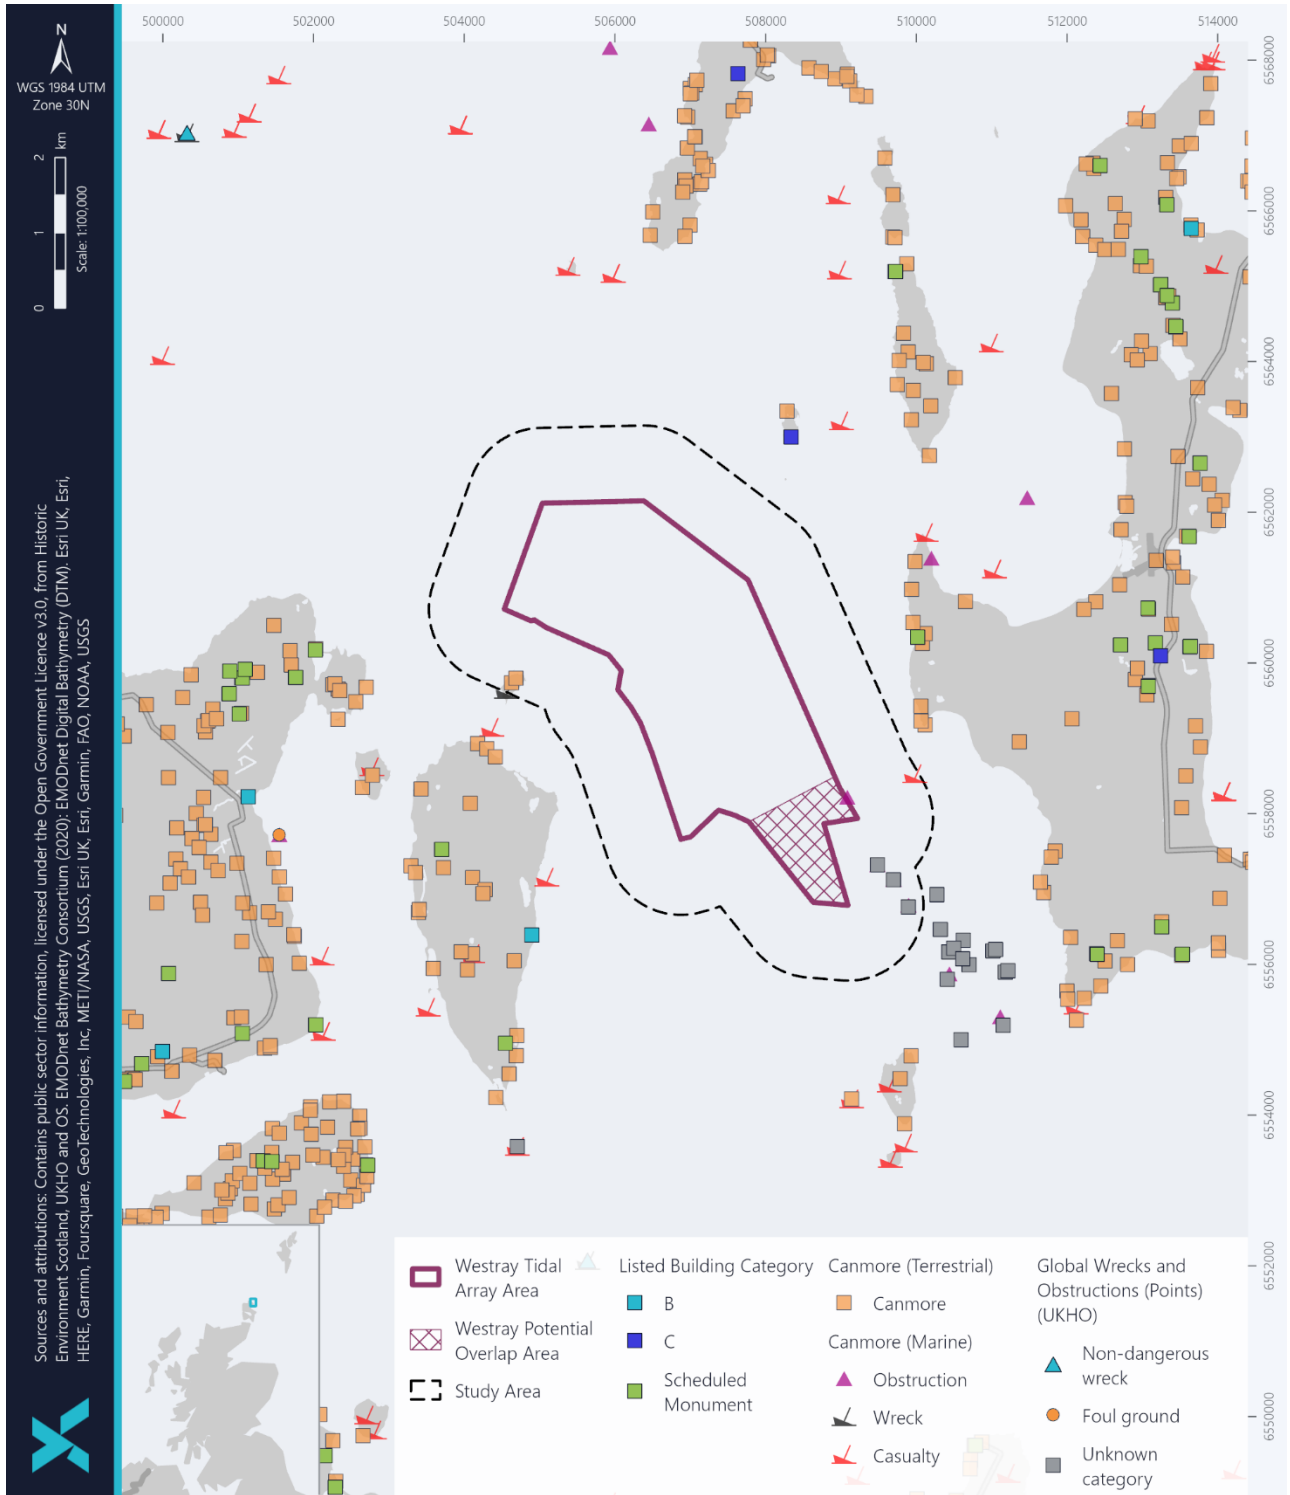 500000
502000
504000
506000
508000
510000
512000
514000
N
WGS 1984 UTM
Zone 30N
km
2
1
0
Scale: 1:100,000
Sources and attributions: Contains public sector information, licensed under the Open Government Licence v3.0, from Historic
Environment Scotland, UKHO and OS. EMODnet Bathymetry Consortium (2020): EMODnet Digital Bathymetry (DTM). Esri UK, Esri,
HERE, Garmin, Foursquare, GeoTechnologies, Inc, METI/NASA, USGS, Esri UK, Esri, Garmin, FAO, NOAA, USGS
6568000
6566000
6564000
6562000
6560000
6558000
6556000
6554000
6552000
6550000
Westray Tidal
Array Area
Westray Potential
Overlap Area
Study Area
Listed Building Category
B
C
Scheduled
Monument
Canmore (Terrestrial)
Canmore
Canmore (Marine)
Obstruction
Wreck
Casualty
Global Wrecks and
Obstructions (Points)
(UKHO)
Non-dangerous
wreck
Foul ground
Unknown
category